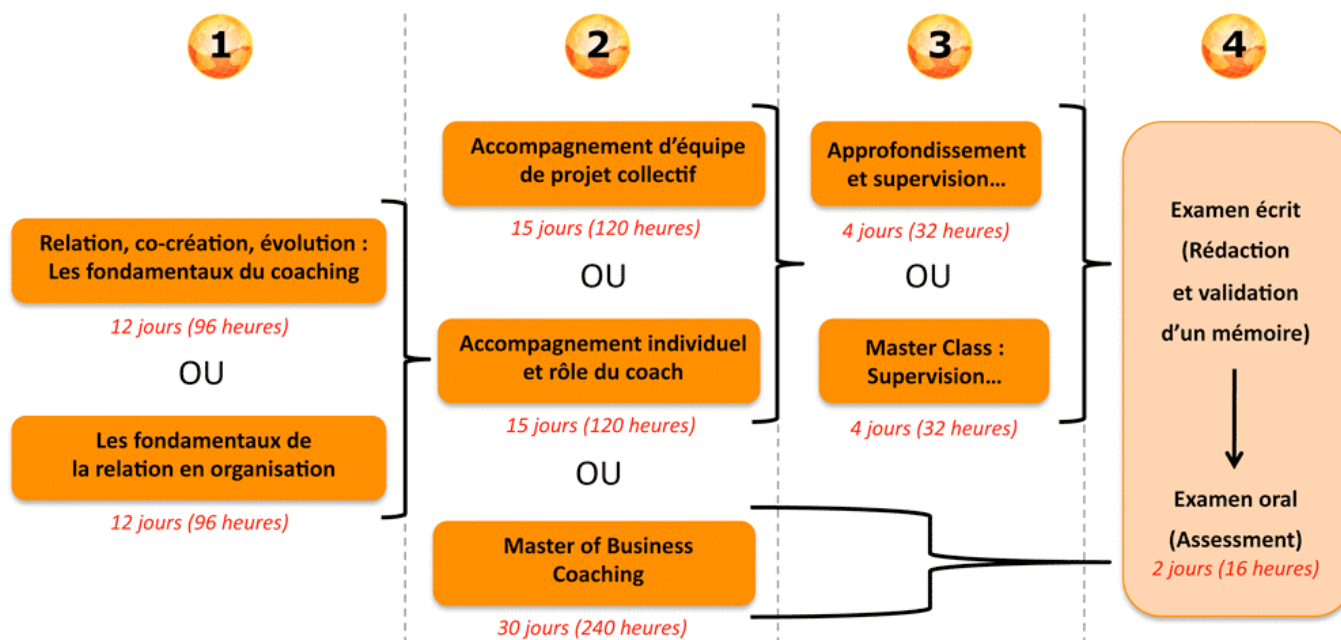 1
2
3
4
Relation, co-création, évolution :
Les fondamentaux du coaching
12 jours (96 heures)
OU
Les fondamentaux de
la relation en organisation
12 jours (96 heures)
Accompagnement d'équipe
de projet collectif
15 jours (120 heures)
OU
Accompagnement individuel
et rôle du coach
15 jours (120 heures)
OU
Master of Business
Coaching
30 jours (240 heures)
Approfondissement
et supervision…
4 jours (32 heures)
OU
Master Class :
Supervision…
4 jours (32 heures)
Examen écrit
(Rédaction
et validation
d'un mémoire)
Examen oral
(Assessment)
2 jours (16 heures)